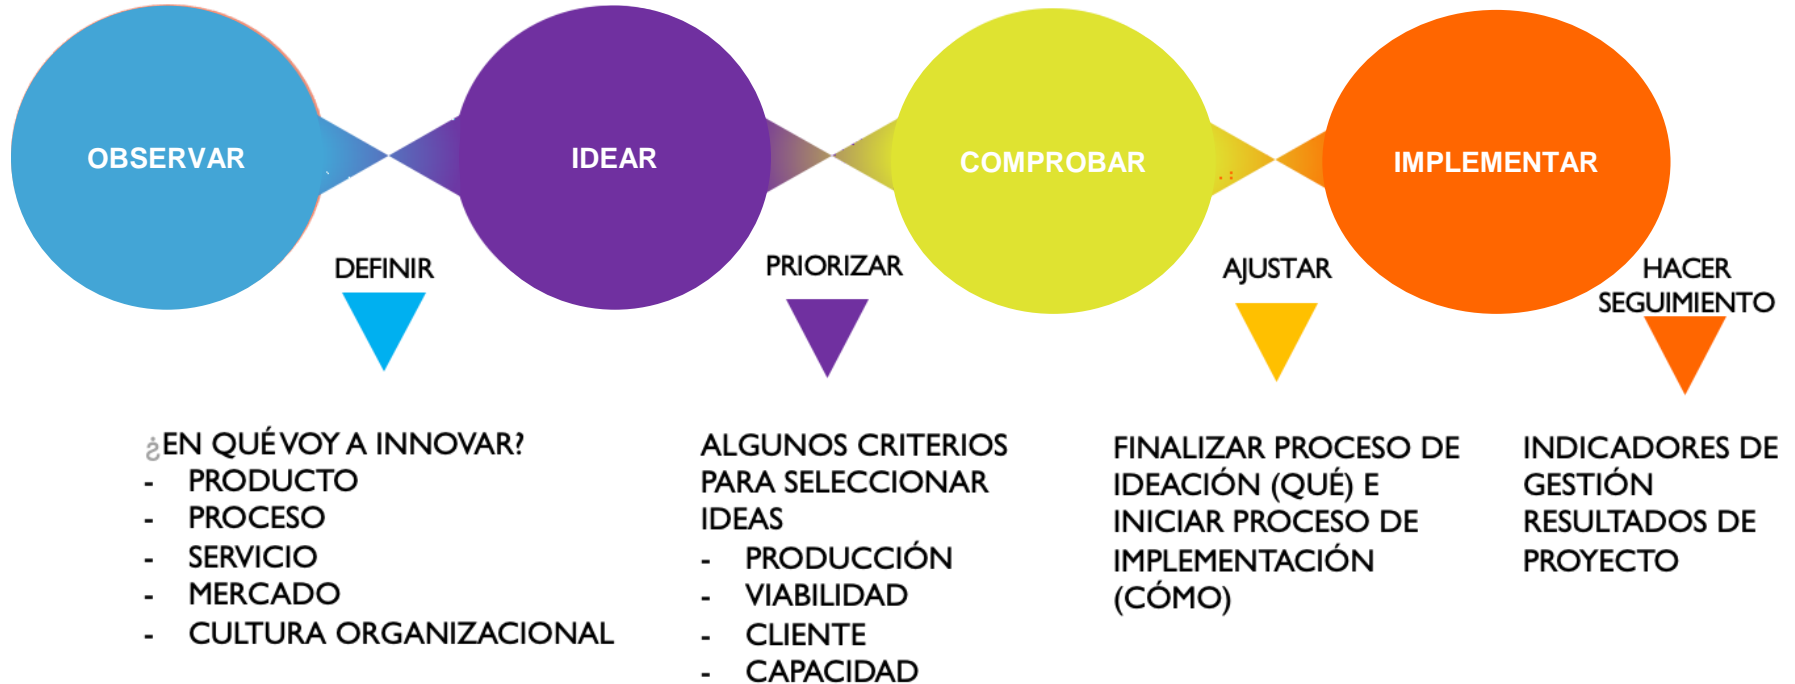 OBSERVAR
IDEAR
COMPROBAR
IMPLEMENTAR
DEFINIR
PRIORIZAR
AJUSTAR
HACER
SEGUIMIENTO
¿EN QUÉ VOY A INNOVAR?
- PRODUCTO
- PROCESO
- SERVICIO
- MERCADO
- CULTURA ORGANIZACIONAL
ALGUNOS CRITERIOS
PARA SELECCIONAR
IDEAS
- PRODUCCIÓN
- VIABILIDAD
- CLIENTE
- CAPACIDAD
FINALIZAR PROCESO DE
IDEACIÓN (QUÉ) E
INICIAR PROCESO DE
IMPLEMENTACIÓN
(CÓMO)
INDICADORES DE
GESTIÓN
RESULTADOS DE
PROYECTO